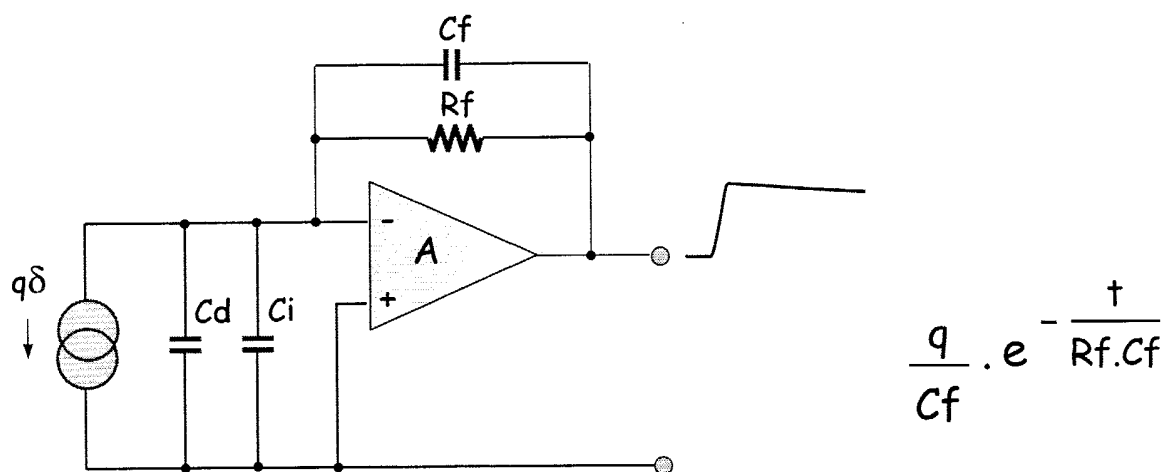 Cf
Rf
-
A
+
qδ
Cd
Ci
q/Cf . e - t/Rf.Cf